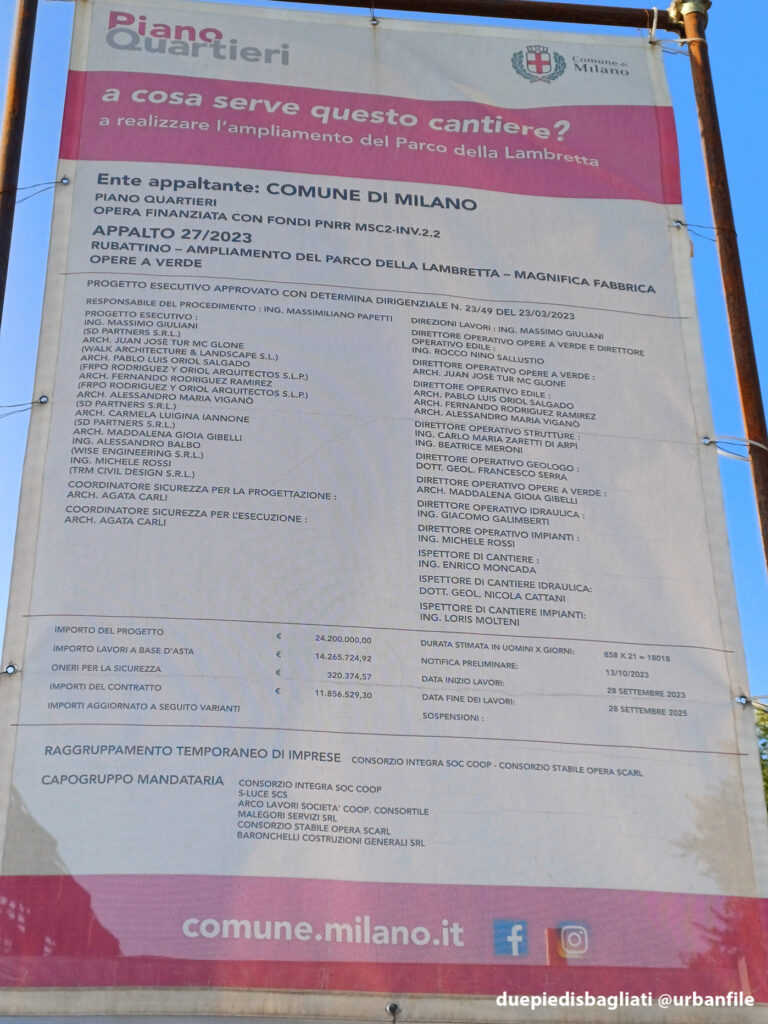 Piano
Quartieri
Comune di
Milano
a cosa serve questo cantiere?
a realizzare l'ampliamento del Parco della Lambretta
Ente appaltante: COMUNE DI MILANO
PIANO QUARTIERI
OPERA FINANZIATA CON FONDI PNRR M5C2-INV.2.2
APPALTO 27/2023
RUBATTINO – AMPLIAMENTO DEL PARCO DELLA LAMBRETTA – MAGNIFICA FABBRICA
OPERE A VERDE
PROGETTO ESECUTIVO APPROVATO CON DETERMINA DIRIGENZIALE N. 23/49 DEL 23/03/2023
RESPONSABILE DEL PROCEDIMENTO : ING. MASSIMILIANO PAPETTI
PROGETTO ESECUTIVO :
ING. MASSIMO GIULIANI
(SD PARTNERS S.R.L.)
ARCH. JUAN JOSÈ TUR MC GLONE
(WALK ARCHITECTURE & LANDSCAPE S.L.)
ARCH. PABLO LUIS ORIOL SALGADO
(FRPO RODRIGUEZ Y ORIOL ARQUITECTOS S.L.P.)
ARCH. FERNANDO RODRIGUEZ RAMIREZ
(FRPO RODRIGUEZ Y ORIOL ARQUITECTOS S.L.P.)
ARCH. ALESSANDRO MARIA VIGANÒ
(SD PARTNERS S.R.L.)
ARCH. CARMELA LUIGINA IANNONE
(SD PARTNERS S.R.L.)
ARCH. MADDALENA GIOIA GIBELLI
ING. ALESSANDRO BALBO
(WISE ENGINEERING S.R.L.)
ING. MICHELE ROSSI
(TRM CIVIL DESIGN S.R.L.)
COORDINATORE SICUREZZA PER LA PROGETTAZIONE :
ARCH. AGATA CARLI
COORDINATORE SICUREZZA PER L'ESECUZIONE :
ARCH. AGATA CARLI
DIREZIONI LAVORI : ING. MASSIMO GIULIANI
DIRETTORE OPERATIVO OPERE A VERDE E DIRETTORE
OPERATIVO EDILE :
ING. ROCCO NINO SALLUSTIO
DIRETTORE OPERATIVO OPERE A VERDE :
ARCH. JUAN JOSÈ TUR MC GLONE
DIRETTORE OPERATIVO EDILE :
ARCH. PABLO LUIS ORIOL SALGADO
ARCH. FERNANDO RODRIGUEZ RAMIREZ
ARCH. ALESSANDRO MARIA VIGANÒ
DIRETTORE OPERATIVO STRUTTURE :
ING. CARLO MARIA ZARETTI DI ARPI
ING. BEATRICE MERONI
DIRETTORE OPERATIVO GEOLOGO :
DOTT. GEOL. FRANCESCO SERRA
DIRETTORE OPERATIVO OPERE A VERDE :
ARCH. MADDALENA GIOIA GIBELLI
DIRETTORE OPERATIVO IDRAULICA :
ING. GIACOMO GALIMBERTI
DIRETTORE OPERATIVO IMPIANTI :
ING. MICHELE ROSSI
ISPETTORE DI CANTIERE :
ING. ENRICO MONCADA
ISPETTORE DI CANTIERE IDRAULICA:
DOTT. GEOL. NICOLA CATTANI
ISPETTORE DI CANTIERE IMPIANTI:
ING. LORIS MOLTENI
IMPORTO DEL PROGETTO € 24.200.000,00
IMPORTO LAVORI A BASE D'ASTA € 14.265.724,92
ONERI PER LA SICUREZZA € 320.374,57
IMPORTI DEL CONTRATTO € 11.856.529,30
IMPORTI AGGIORNATO A SEGUITO VARIANTI
DURATA STIMATA IN UOMINI X GIORNI: 858 X 21 = 18018
NOTIFICA PRELIMINARE: 13/10/2023
DATA INIZIO LAVORI: 28 SETTEMBRE 2023
DATA FINE DEI LAVORI: 28 SETTEMBRE 2025
SOSPENSIONI :
RAGGRUPPAMENTO TEMPORANEO DI IMPRESE CONSORZIO INTEGRA SOC COOP - CONSORZIO STABILE OPERA SCARL
CAPOGRUPPO MANDATARIA CONSORZIO INTEGRA SOC COOP
S-LUCE SCS
ARCO LAVORI SOCIETA' COOP. CONSORTILE
MALEGORI SERVIZI SRL
CONSORZIO STABILE OPERA SCARL
BARONCHELLI COSTRUZIONI GENERALI SRL
comune.milano.it
duepiedisbagliati @urbanfile